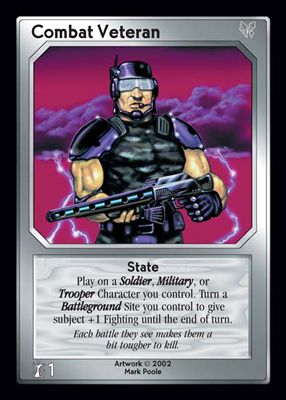 Combat Veteran
State
Play on a Soldier, Military, or
Trooper Character you control. Turn a
Battleground Site you control to give
subject +1 Fighting until the end of turn.
Each battle they see makes them a
bit tougher to kill.
1
Artwork © 2002
Mark Poole